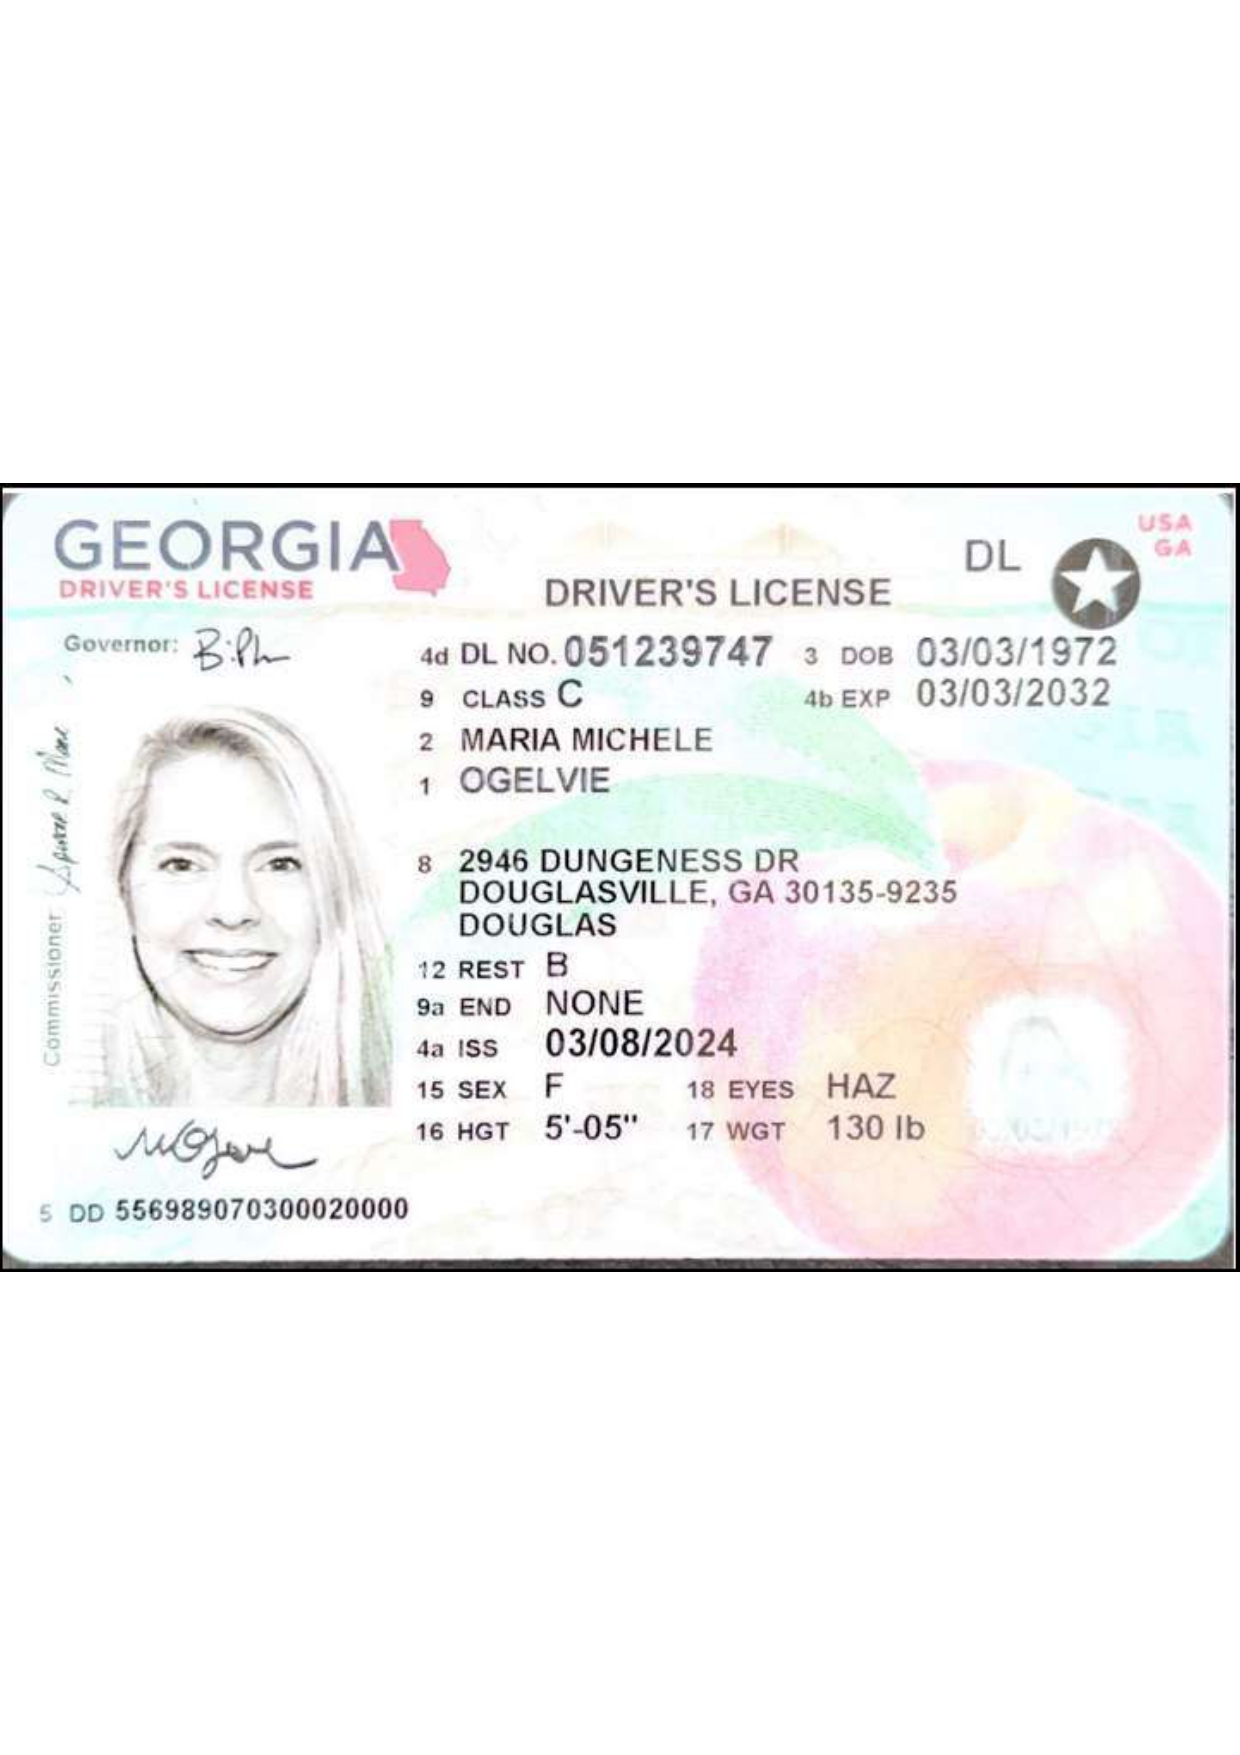 GEORGIA
DRIVER'S LICENSE
USA
GA
DL
DRIVER'S LICENSE
Governor:
4d DL NO. 051239747 3 DOB 03/03/1972
9 CLASS C 4b EXP 03/03/2032
2 MARIA MICHELE
1 OGELVIE
8 2946 DUNGENESS DR
DOUGLASVILLE, GA 30135-9235
DOUGLAS
12 REST B
9a END NONE
4a ISS 03/08/2024
15 SEX F 18 EYES HAZ
16 HGT 5'-05" 17 WGT 130 lb
Commissioner
5 DD 556989070300020000